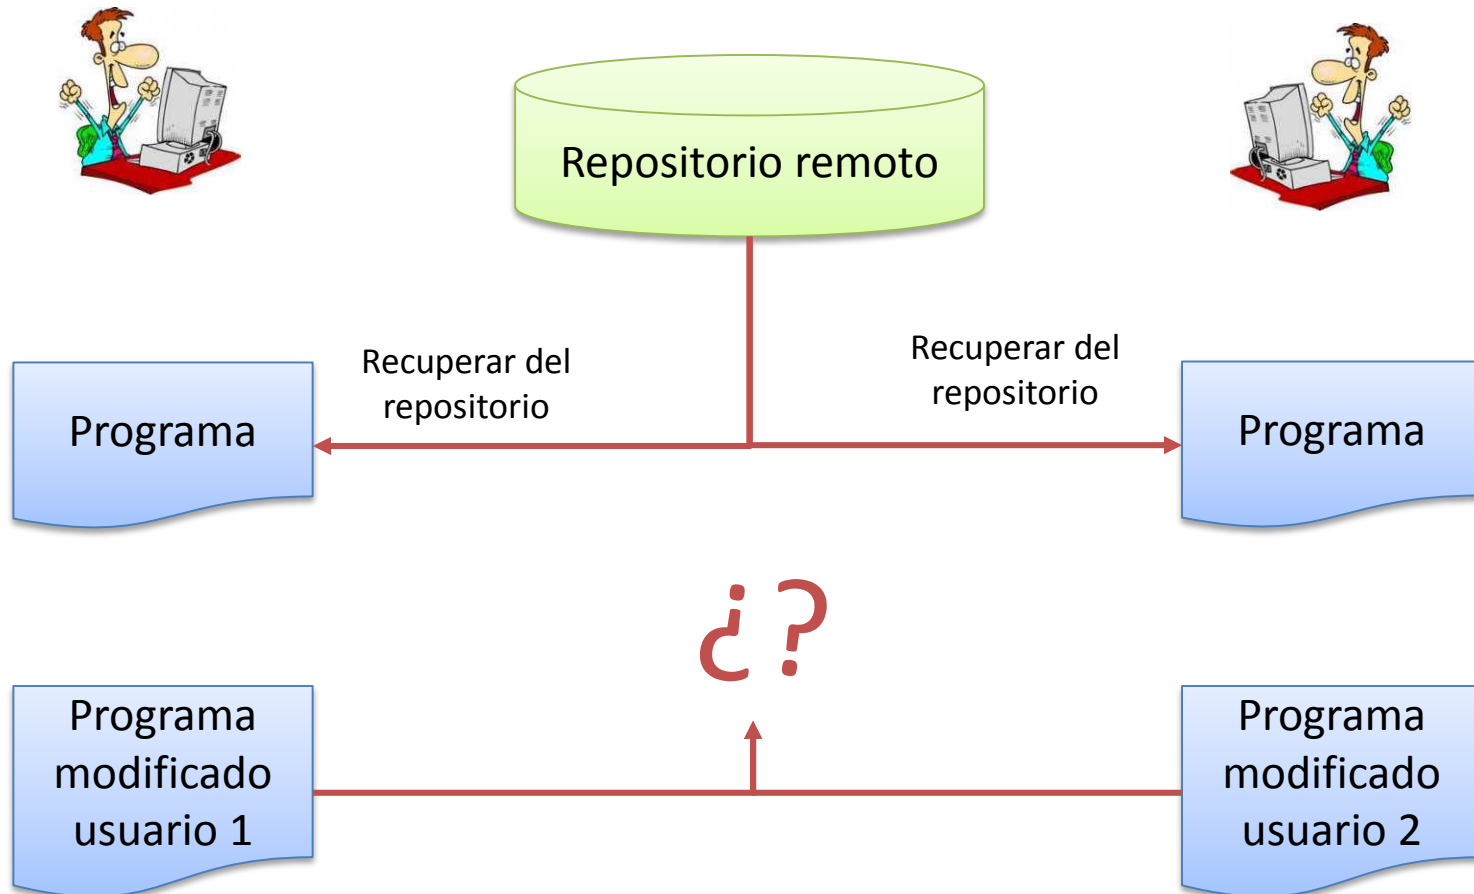 Repositorio remoto
Recuperar del
repositorio
Recuperar del
repositorio
Programa
Programa
¿?
Programa
modificado
usuario 1
Programa
modificado
usuario 2